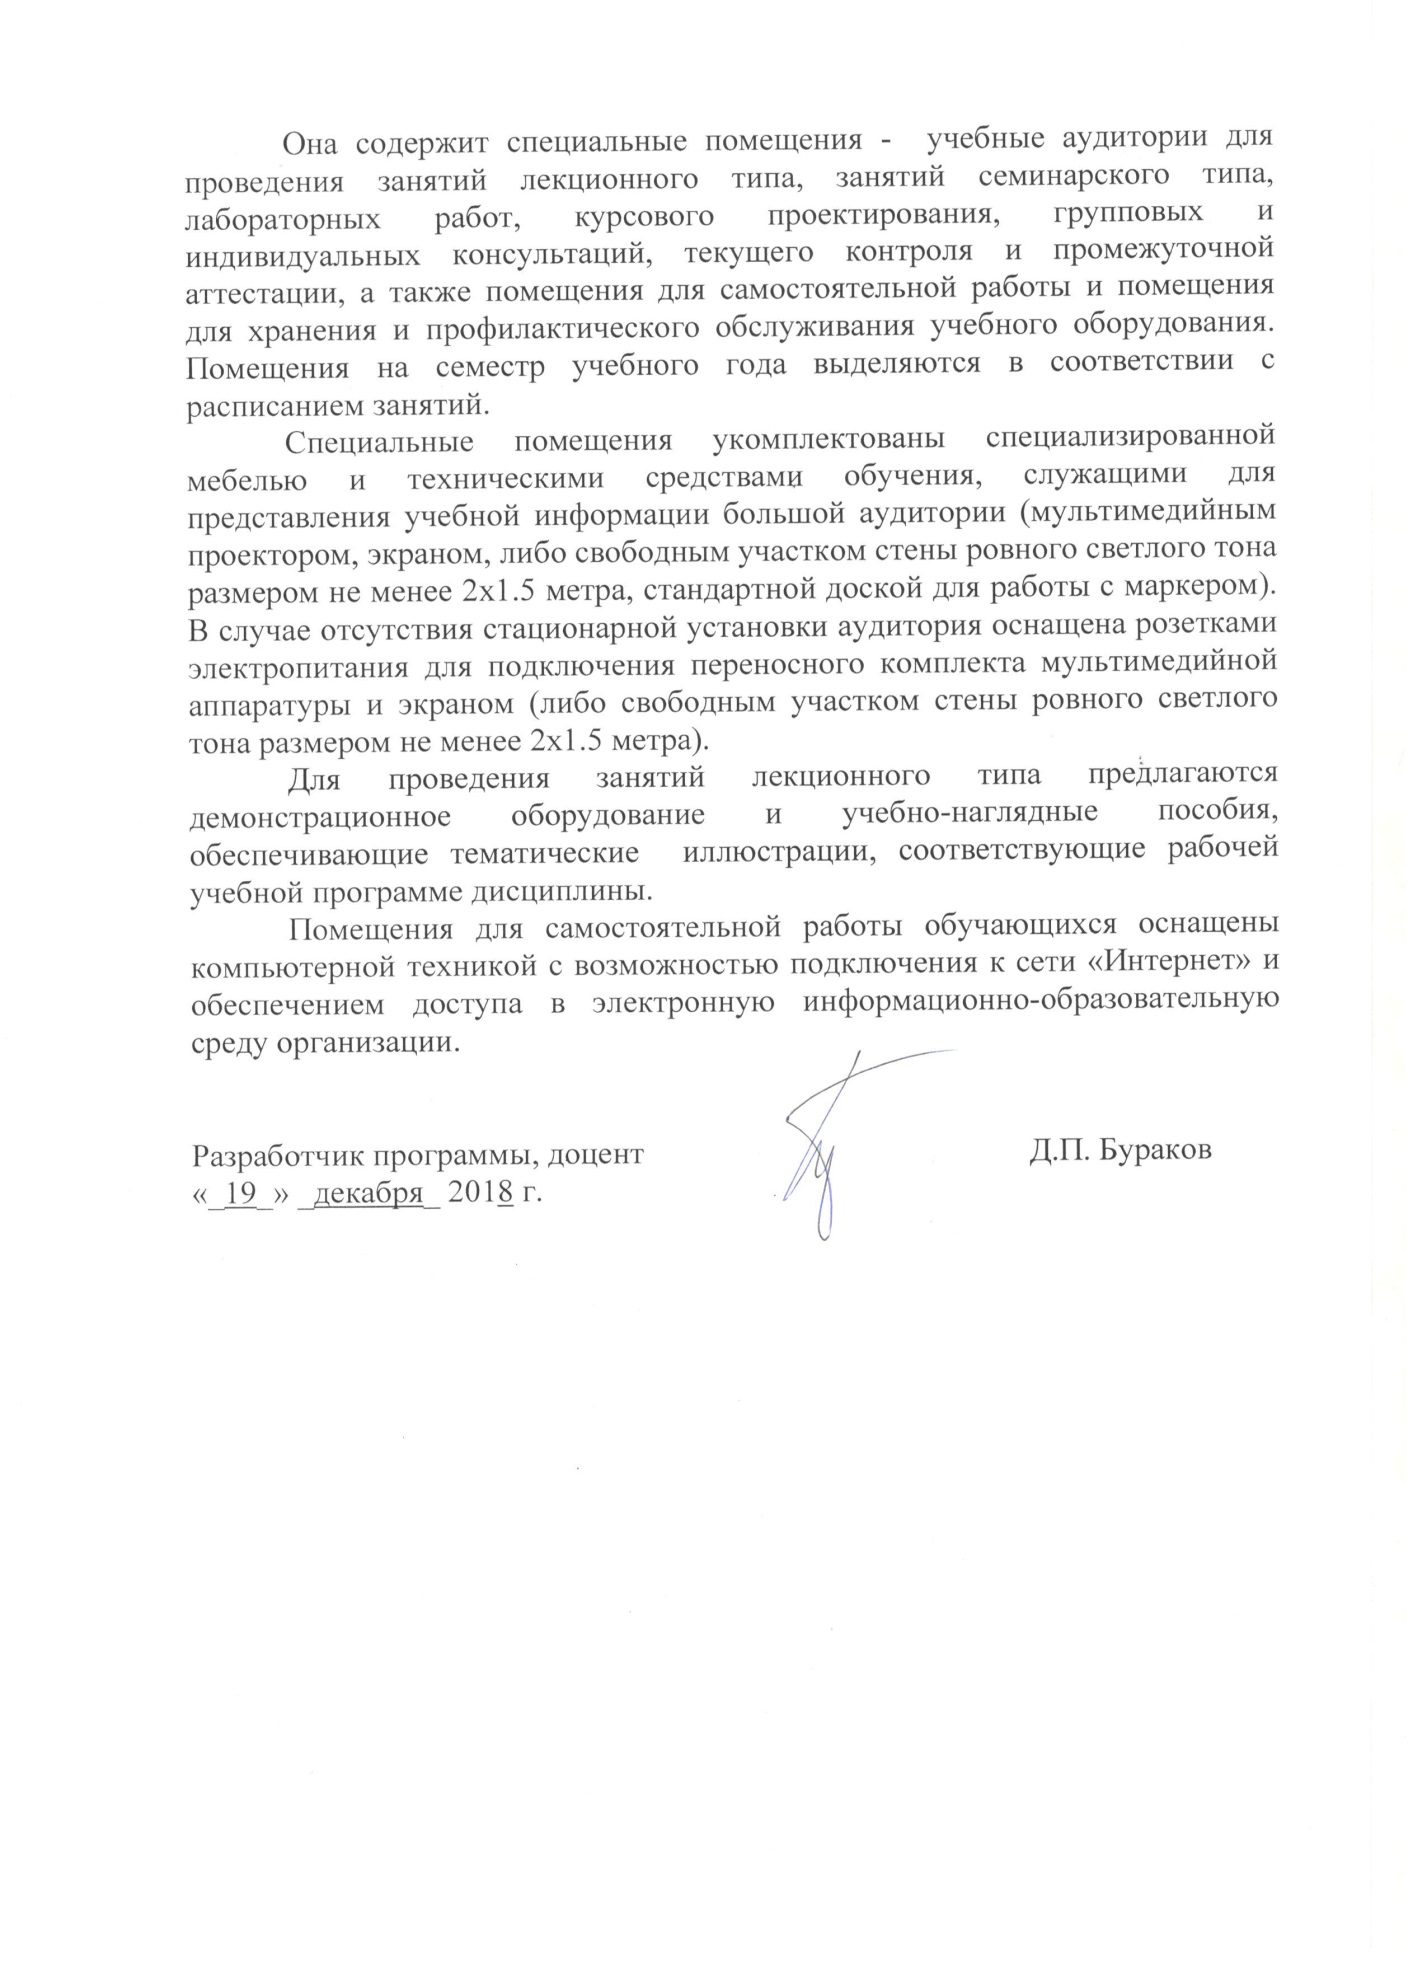 Она содержит специальные помещения - учебные аудитории для
проведения занятий лекционного типа, занятий семинарского типа,
лабораторных работ, курсового проектирования, групповых и
индивидуальных консультаций, текущего контроля и промежуточной
аттестации, а также помещения для самостоятельной работы и помещения
для хранения и профилактического обслуживания учебного оборудования.
Помещения на семестр учебного года выделяются в соответствии с
расписанием занятий.
Специальные помещения укомплектованы специализированной
мебелью и техническими средствами обучения, служащими для
представления учебной информации большой аудитории (мультимедийным
проектором, экраном, либо свободным участком стены ровного светлого тона
размером не менее 2х1.5 метра, стандартной доской для работы с маркером).
В случае отсутствия стационарной установки аудитория оснащена розетками
электропитания для подключения переносного комплекта мультимедийной
аппаратуры и экраном (либо свободным участком стены ровного светлого
тона размером не менее 2х1.5 метра).
Для проведения занятий лекционного типа предлагаются
демонстрационное оборудование и учебно-наглядные пособия,
обеспечивающие тематические иллюстрации, соответствующие рабочей
учебной программе дисциплины.
Помещения для самостоятельной работы обучающихся оснащены
компьютерной техникой с возможностью подключения к сети «Интернет» и
обеспечением доступа в электронную информационно-образовательную
среду организации.
Разработчик программы, доцент Д.П. Бураков
«_19_» _декабря_ 2018 г.